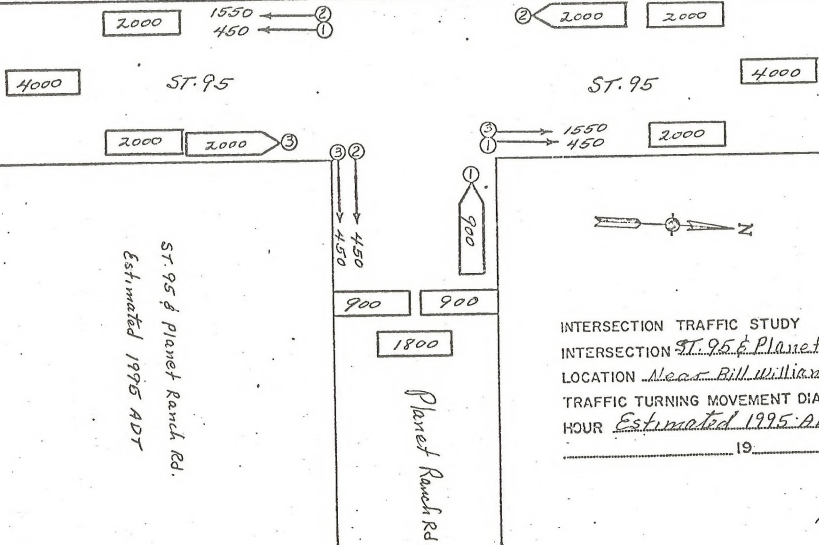 2000
1550 ②
450 ①
② 2000
2000
4000
ST. 95
ST. 95
4000
2000
2000 ③
③ ②
450
450
③ 1550
① 450
2000
①
900
N
900
900
1800
ST. 95 & Planet Ranch Rd.
Estimated 1995 ADT
Planet Ranch Rd
INTERSECTION TRAFFIC STUDY
INTERSECTION ST. 95 & Planet
LOCATION Near Bill William
TRAFFIC TURNING MOVEMENT DIA
HOUR Estimated 1995 A
19